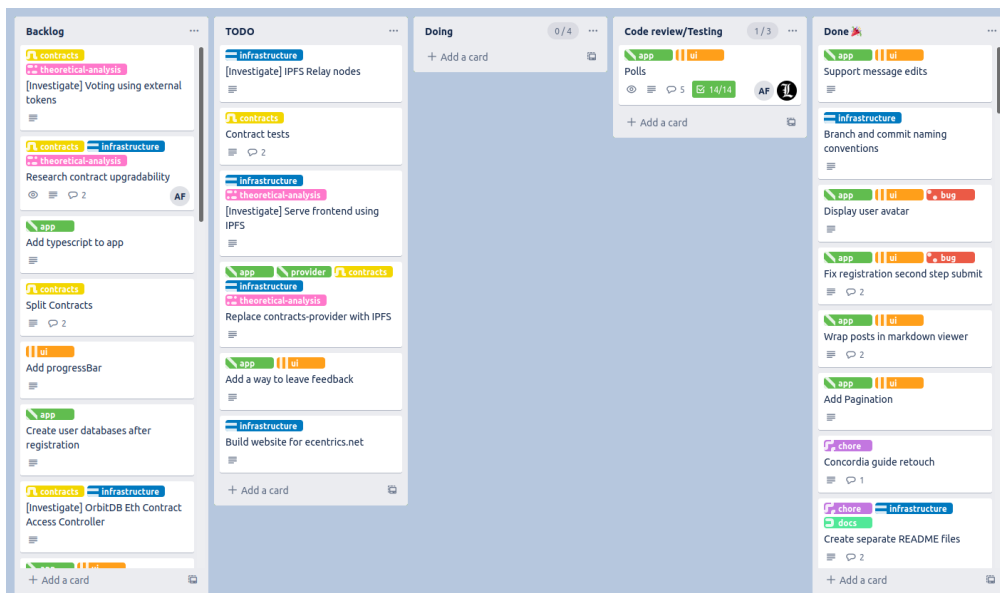 Backlog
contracts
theoretical-analysis
[Investigate] Voting using external
tokens
contracts infrastructure
theoretical-analysis
Research contract upgradability
2 AF
app
Add typescript to app
contracts
Split Contracts
2
ui
Add progressBar
app
Create user databases after
registration
contracts infrastructure
[Investigate] OrbitDB Eth Contract
Access Controller
app ui
+ Add a card
TODO
infrastructure
[Investigate] IPFS Relay nodes
contracts
Contract tests
2
infrastructure
theoretical-analysis
[Investigate] Serve frontend using
IPFS
app provider contracts
infrastructure
theoretical-analysis
Replace contracts-provider with IPFS
app ui
Add a way to leave feedback
infrastructure
Build website for ecentrics.net
+ Add a card
Doing 0/4
+ Add a card
Code review/Testing 1/3
app ui
Polls
5 14/14 AF L
+ Add a card
Done 🎉
app ui
Support message edits
infrastructure
Branch and commit naming
conventions
app ui bug
Display user avatar
app ui bug
Fix registration second step submit
2
app ui
Wrap posts in markdown viewer
2
app ui
Add Pagination
chore
Concordia guide retouch
1
chore infrastructure
docs
Create separate README files
2
+ Add a card